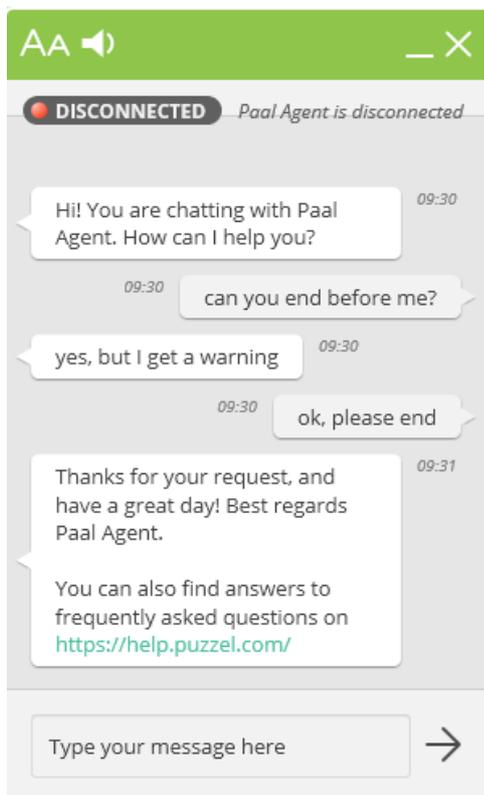 AA
DISCONNECTED Paal Agent is disconnected
09:30
Hi! You are chatting with Paal
Agent. How can I help you?
09:30
can you end before me?
09:30
yes, but I get a warning
09:30
ok, please end
09:31
Thanks for your request, and
have a great day! Best regards
Paal Agent.
You can also find answers to
frequently asked questions on
https://help.puzzel.com/
Type your message here